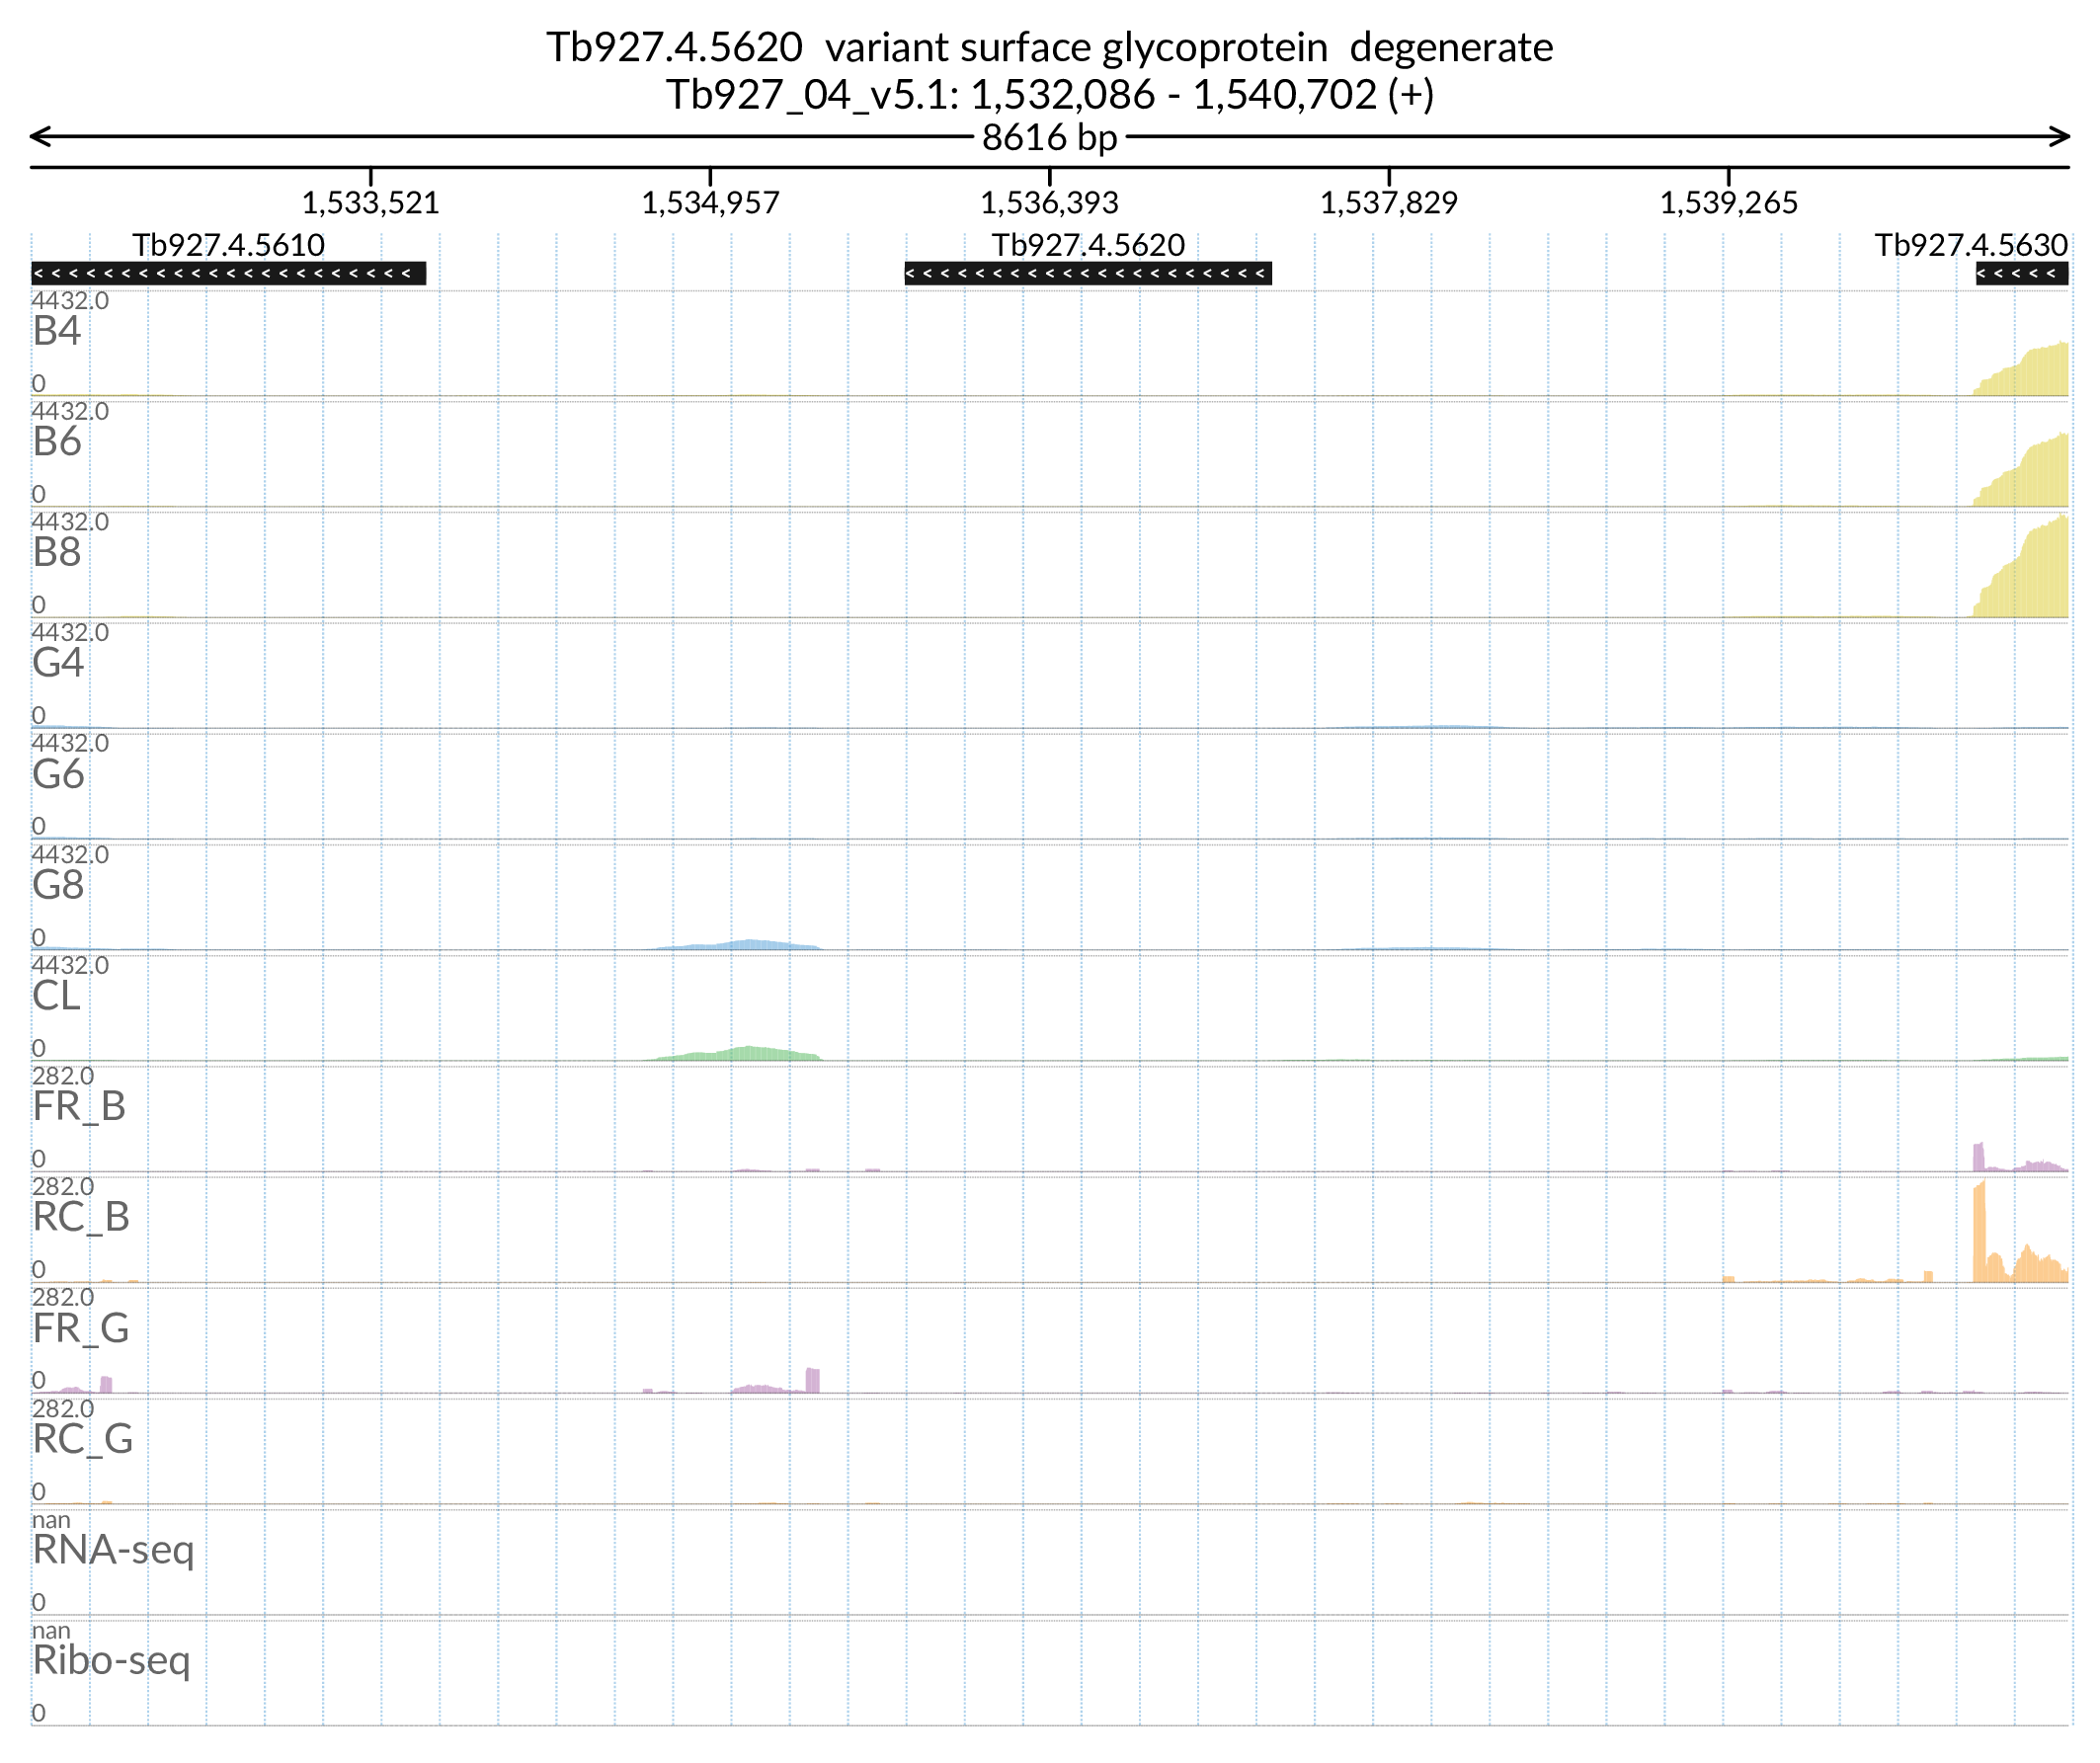 Tb927.4.5620  variant surface glycoprotein  degenerate
Tb927_04_v5.1: 1,532,086 - 1,540,702 (+)
8616 bp
1,533,521 1,534,957 1,536,393 1,537,829 1,539,265
Tb927.4.5610 Tb927.4.5620 Tb927.4.5630
4432.0
B4
0
4432.0
B6
0
4432.0
B8
0
4432.0
G4
0
4432.0
G6
0
4432.0
G8
0
4432.0
CL
0
282.0
FR_B
0
282.0
RC_B
0
282.0
FR_G
0
282.0
RC_G
0
nan
RNA-seq
0
nan
Ribo-seq
0